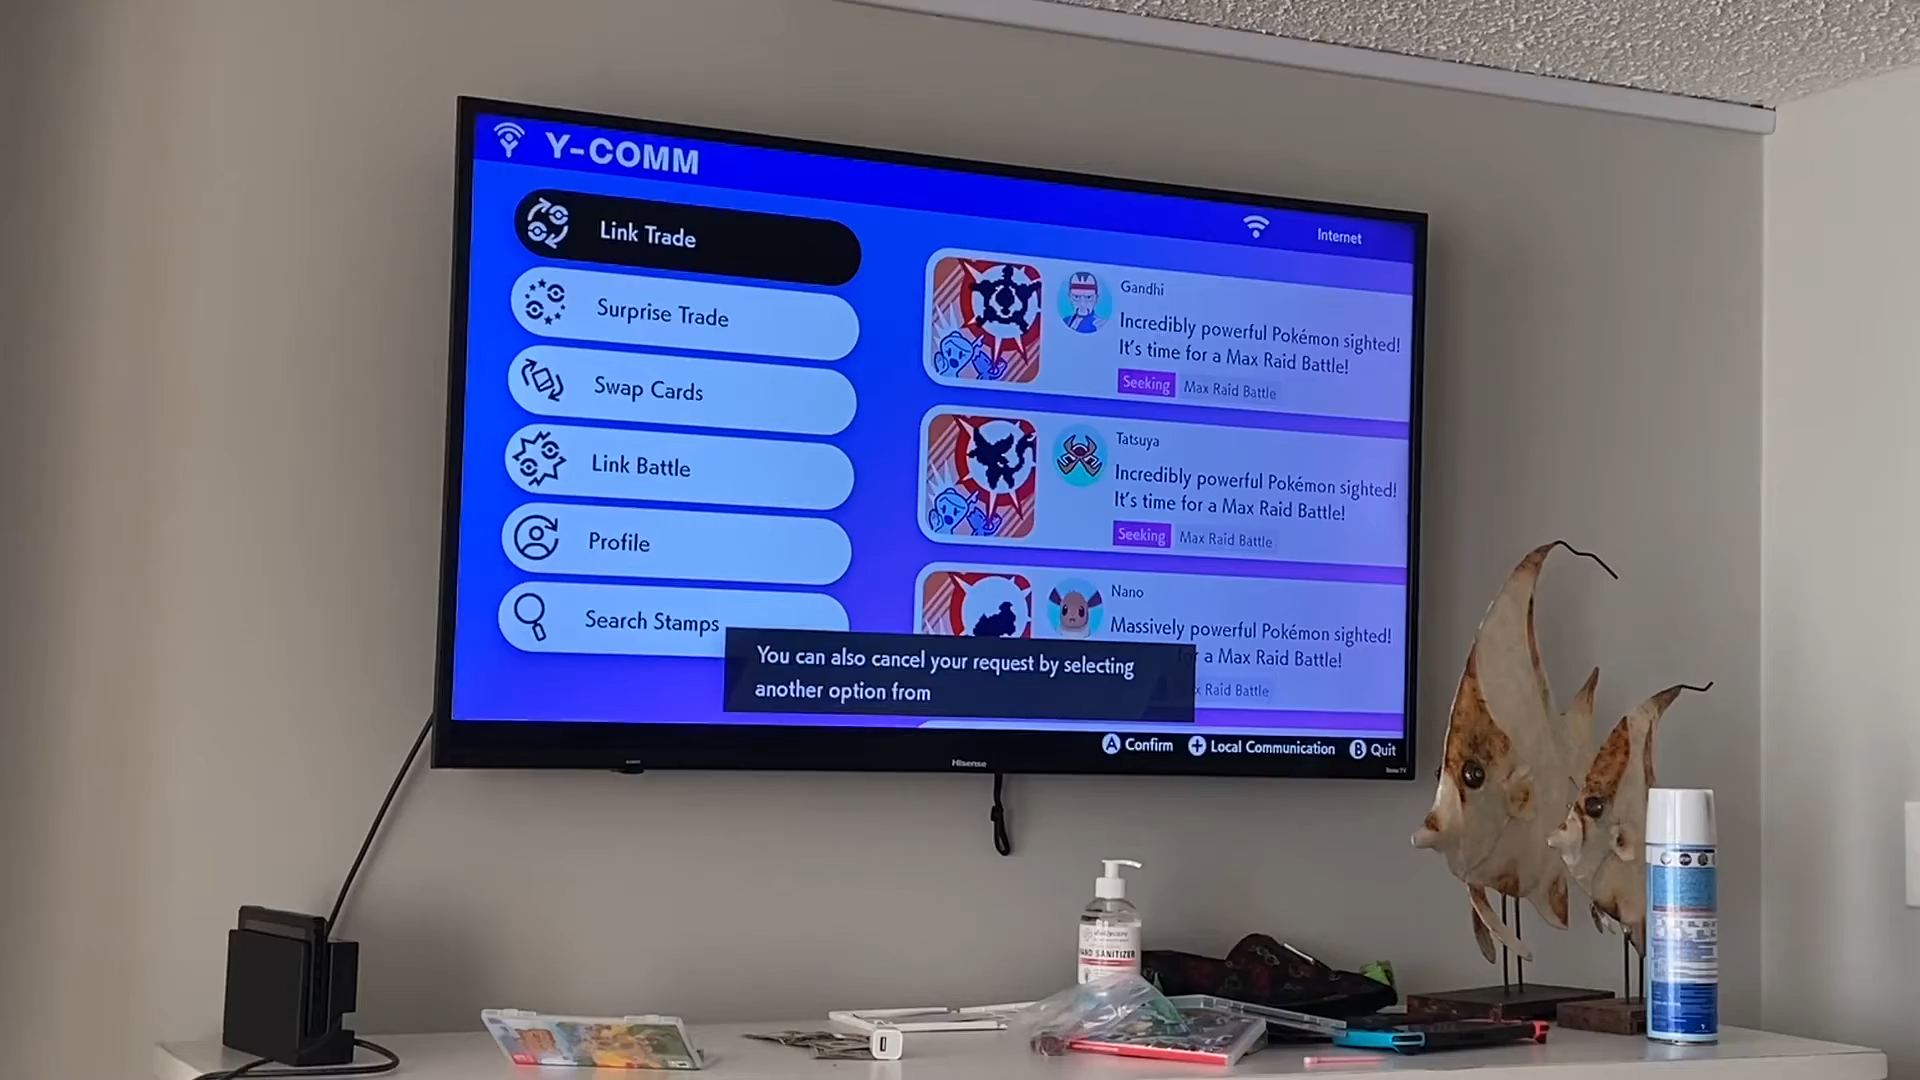 Y-COMM
Internet
Link Trade
Surprise Trade
Swap Cards
Link Battle
Profile
Search Stamps
Gandhi
Incredibly powerful Pokémon sighted!
It's time for a Max Raid Battle!
Seeking Max Raid Battle
Tatsuya
Incredibly powerful Pokémon sighted!
It's time for a Max Raid Battle!
Seeking Max Raid Battle
Nano
Massively powerful Pokémon sighted!
a Max Raid Battle!
Raid Battle
You can also cancel your request by selecting
another option from
A Confirm + Local Communication B Quit
Hisense
Roku TV
HAND SANITIZER